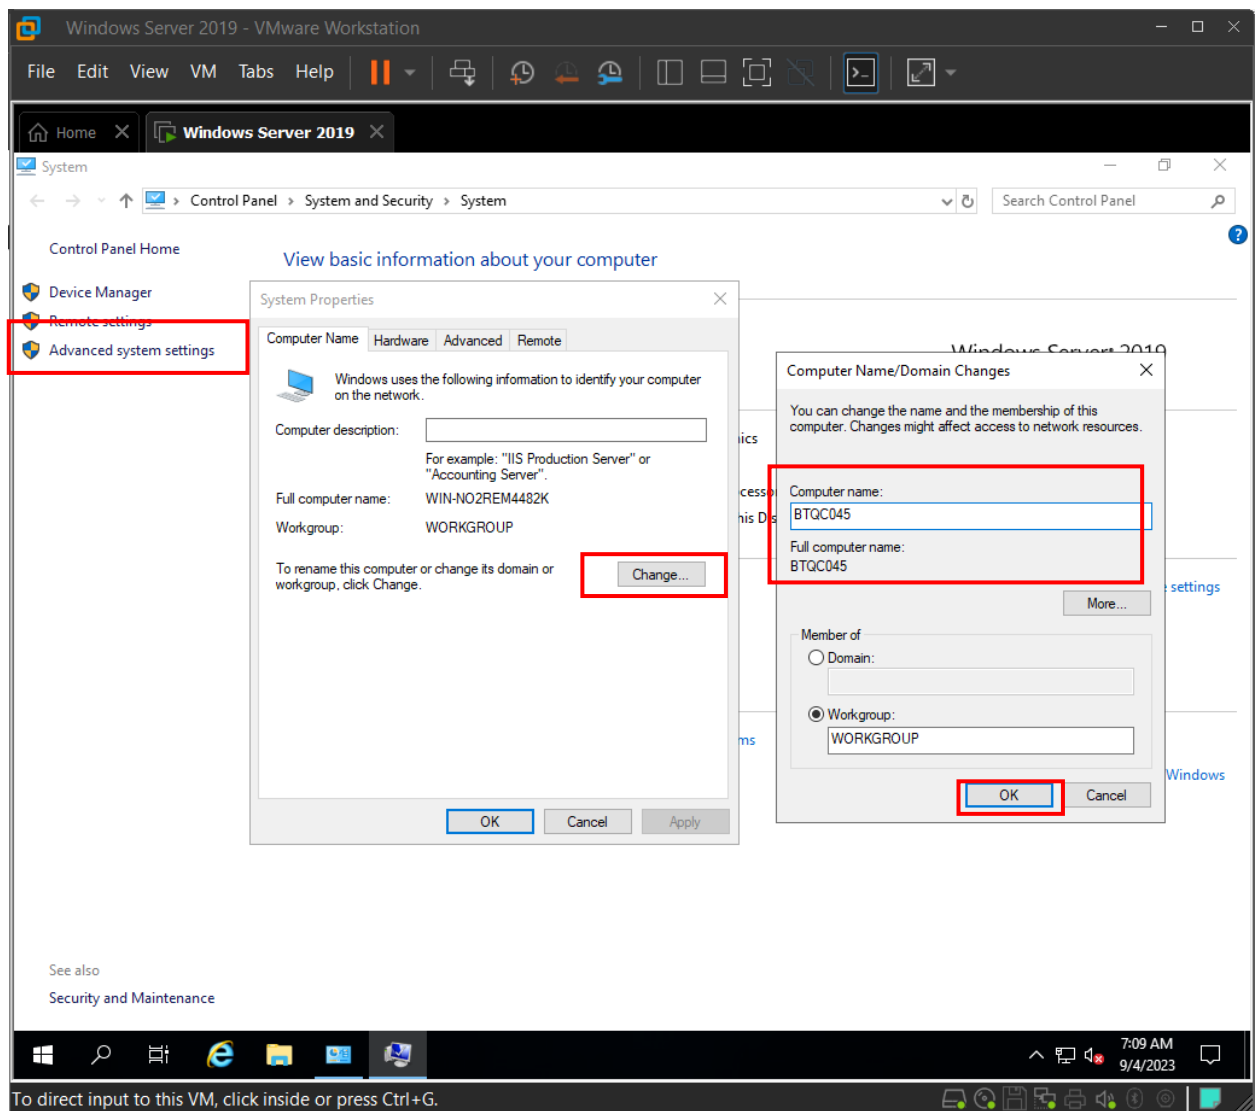 Windows Server 2019 - VMware Workstation
File Edit View VM Tabs Help
Home
Windows Server 2019
System
Control Panel › System and Security › System
Search Control Panel
Control Panel Home
View basic information about your computer
Device Manager
Remote settings
Advanced system settings
System Properties
Computer Name Hardware Advanced Remote
Windows uses the following information to identify your computer
on the network.
Computer description:
For example: "IIS Production Server" or
"Accounting Server".
Full computer name: WIN-NO2REM4482K
Workgroup: WORKGROUP
To rename this computer or change its domain or
workgroup, click Change.
Change...
OK Cancel Apply
2019
Computer Name/Domain Changes
You can change the name and the membership of this
computer. Changes might affect access to network resources.
Computer name:
BTQC045
Full computer name:
BTQC045
More...
Member of
Domain:
Workgroup:
WORKGROUP
OK Cancel
settings
Windows
See also
Security and Maintenance
7:09 AM
9/4/2023
To direct input to this VM, click inside or press Ctrl+G.